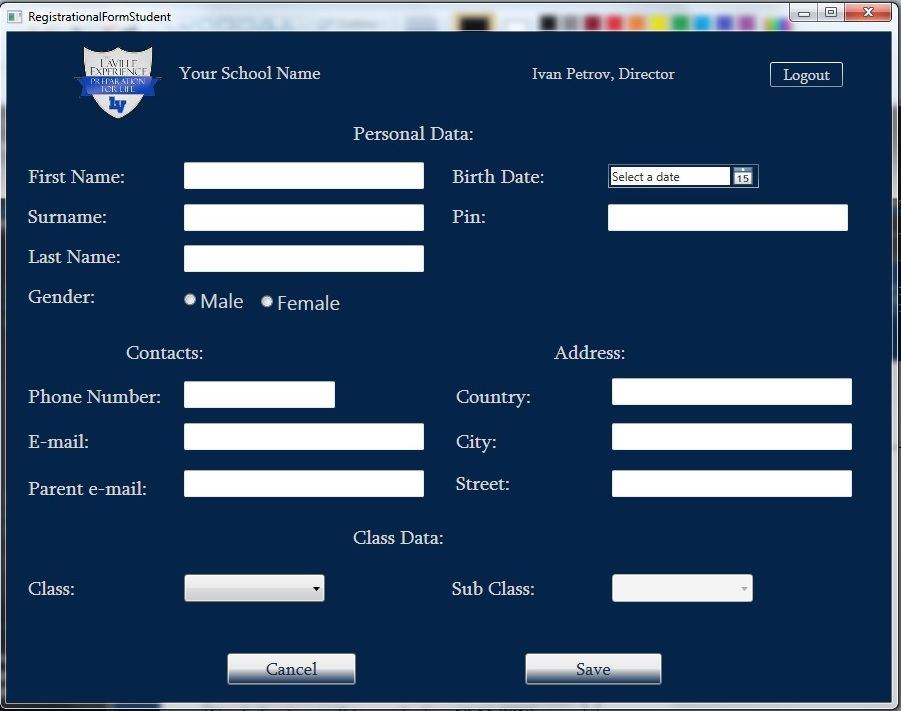 RegistrationalFormStudent
LAVILLE
EXPERIENCE
PREPARATION
FOR LIFE
LV
Your School Name
Ivan Petrov, Director
Logout
Personal Data:
First Name:
Birth Date:
Select a date
15
Surname:
Pin:
Last Name:
Gender:
Male
Female
Contacts:
Address:
Phone Number:
Country:
E-mail:
City:
Parent e-mail:
Street:
Class Data:
Class:
Sub Class:
Cancel
Save